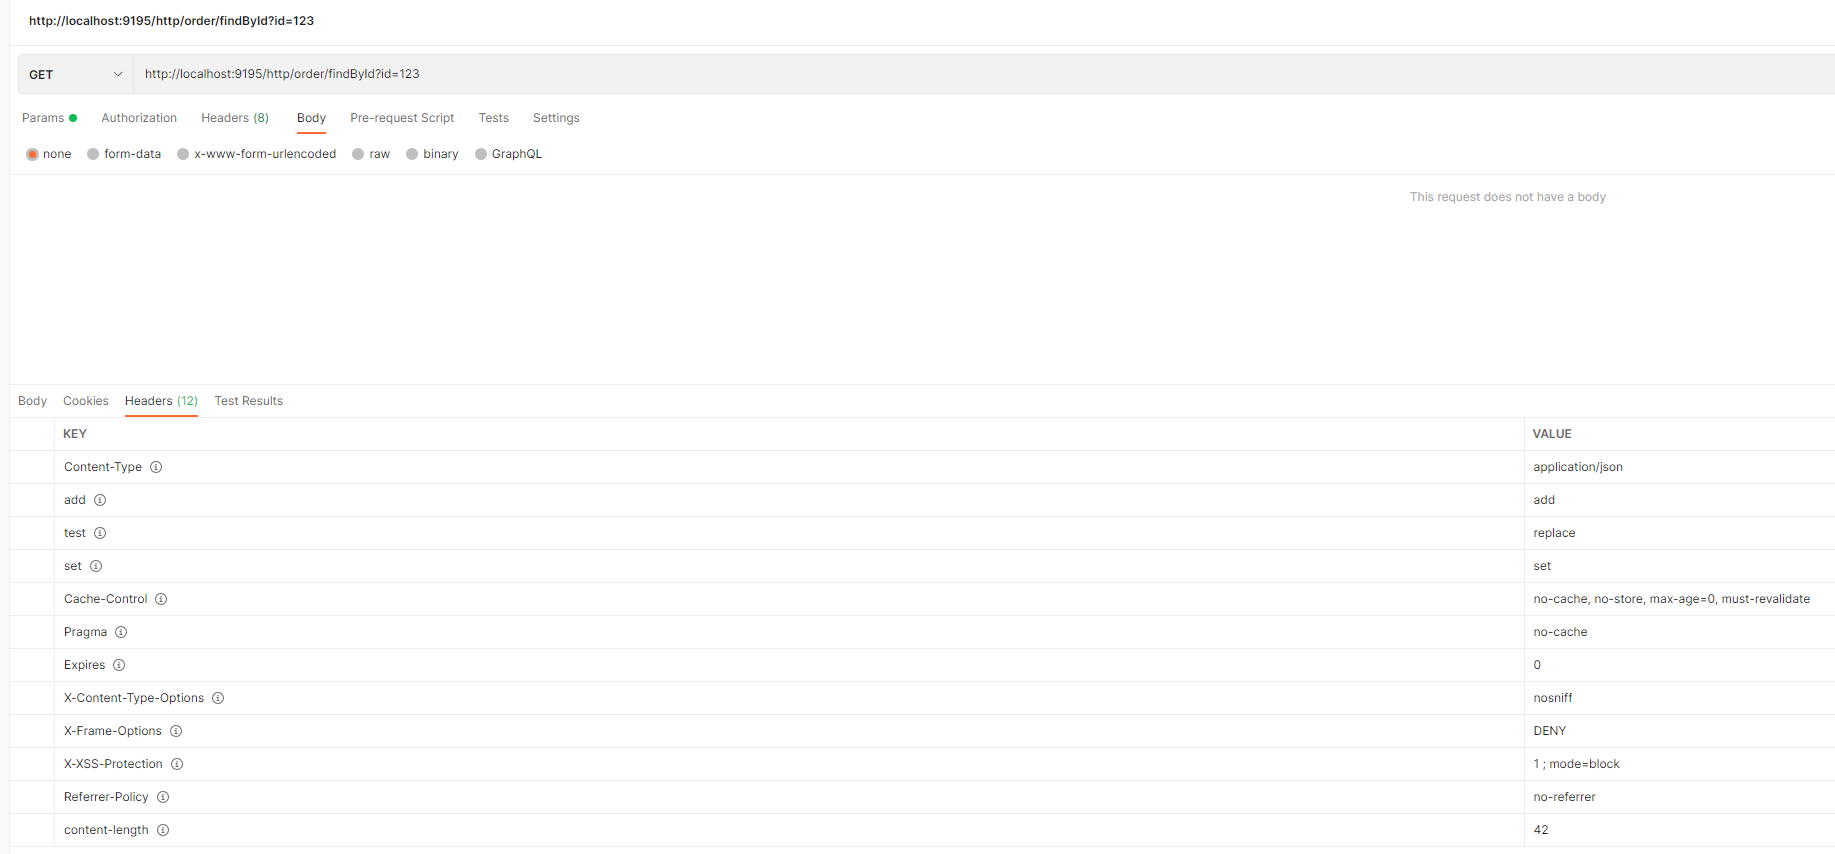 http://localhost:9195/http/order/findById?id=123
GET http://localhost:9195/http/order/findById?id=123
Params Authorization Headers (8) Body Pre-request Script Tests Settings
none form-data x-www-form-urlencoded raw binary GraphQL
This request does not have a body
Body Cookies Headers (12) Test Results
KEY VALUE
Content-Type application/json
add add
test replace
set set
Cache-Control no-cache, no-store, max-age=0, must-revalidate
Pragma no-cache
Expires 0
X-Content-Type-Options nosniff
X-Frame-Options DENY
X-XSS-Protection 1 ; mode=block
Referrer-Policy no-referrer
content-length 42